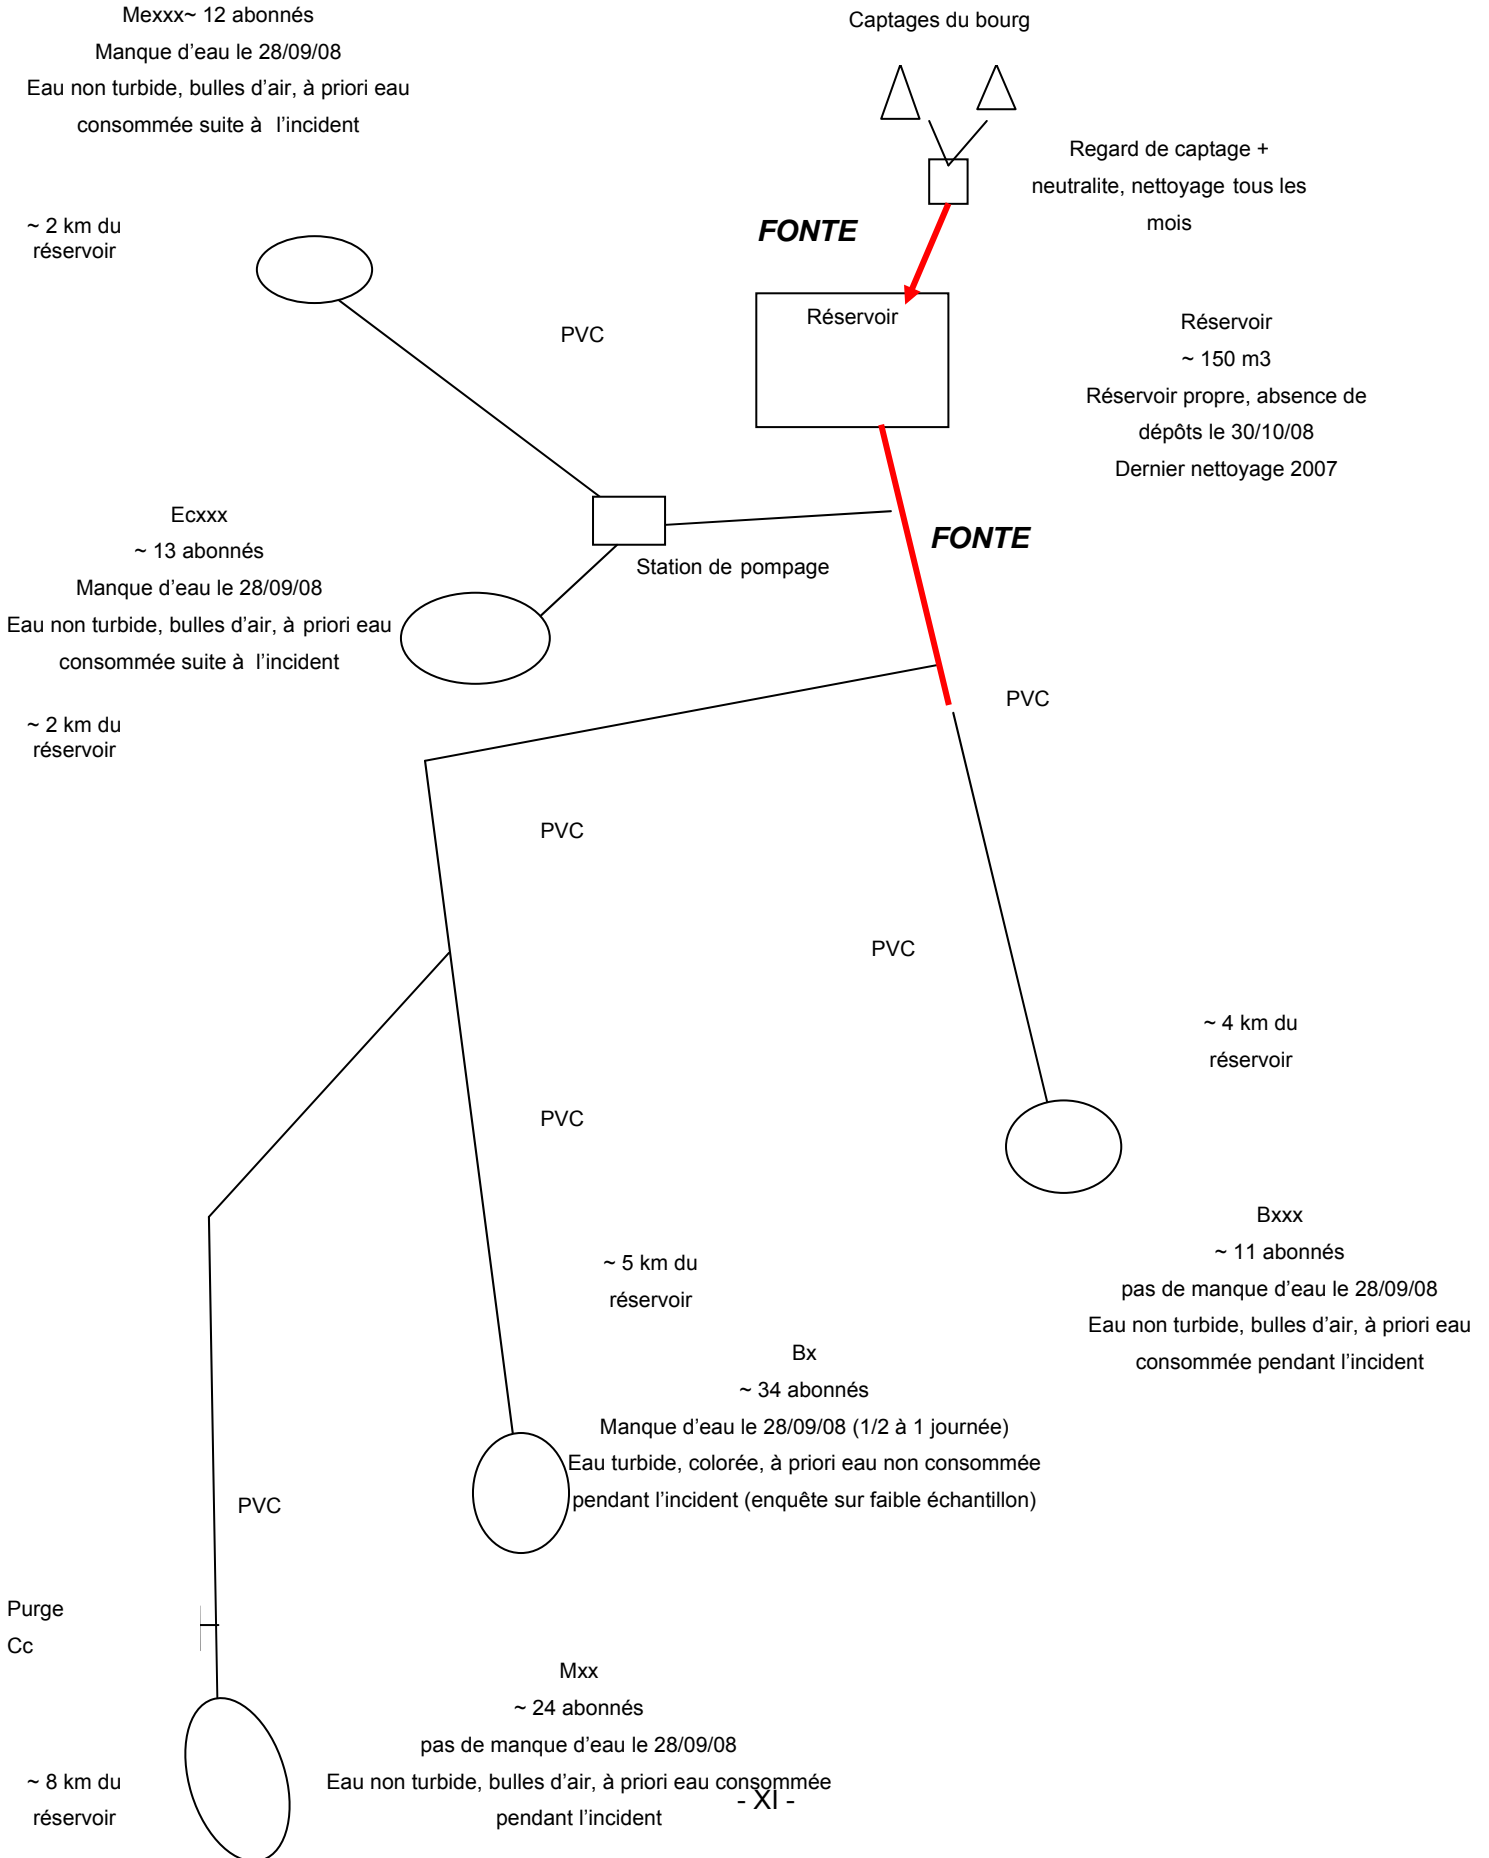 Mexxx~ 12 abonnés
Manque d'eau le 28/09/08
Eau non turbide, bulles d'air, à priori eau
consommée suite à l'incident
Captages du bourg
Regard de captage +
neutralite, nettoyage tous les
mois
~ 2 km du
réservoir
FONTE
Réservoir
PVC
Réservoir
~ 150 m3
Réservoir propre, absence de
dépôts le 30/10/08
Dernier nettoyage 2007
Ecxxx
~ 13 abonnés
Manque d'eau le 28/09/08
Eau non turbide, bulles d'air, à priori eau
consommée suite à l'incident
Station de pompage
FONTE
~ 2 km du
réservoir
PVC
PVC
PVC
~ 4 km du
réservoir
PVC
Bxxx
~ 11 abonnés
pas de manque d'eau le 28/09/08
Eau non turbide, bulles d'air, à priori eau
consommée pendant l'incident
~ 5 km du
réservoir
Bx
~ 34 abonnés
Manque d'eau le 28/09/08 (1/2 à 1 journée)
Eau turbide, colorée, à priori eau non consommée
pendant l'incident (enquête sur faible échantillon)
PVC
Purge
Cc
Mxx
~ 24 abonnés
pas de manque d'eau le 28/09/08
Eau non turbide, bulles d'air, à priori eau consommée
pendant l'incident
~ 8 km du
réservoir
- XI -